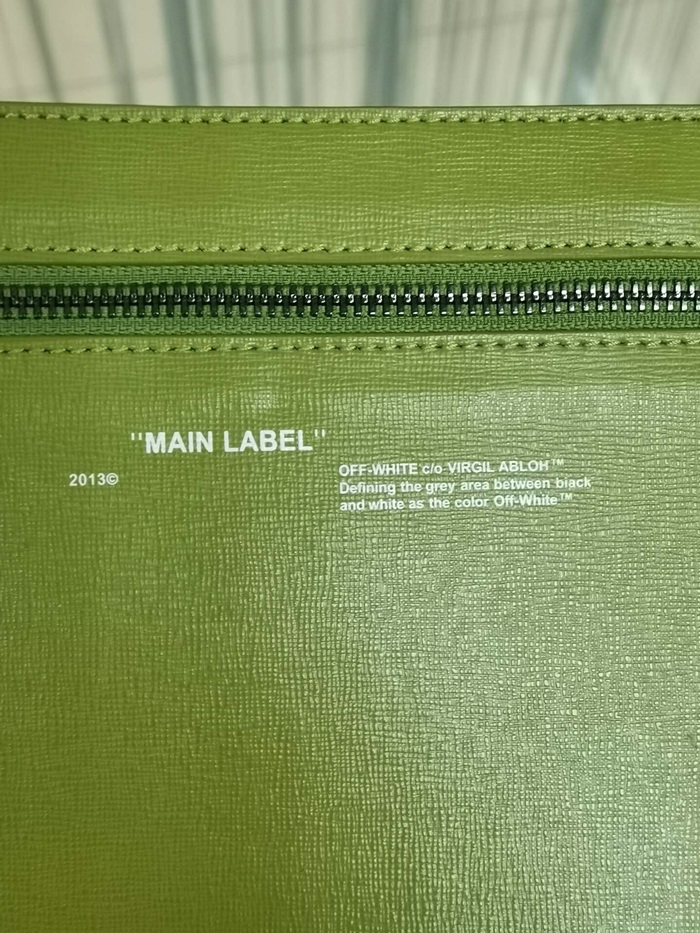 "MAIN LABEL"
2013©
OFF-WHITE c/o VIRGIL ABLOH™
Defining the grey area between black
and white as the color Off-White™